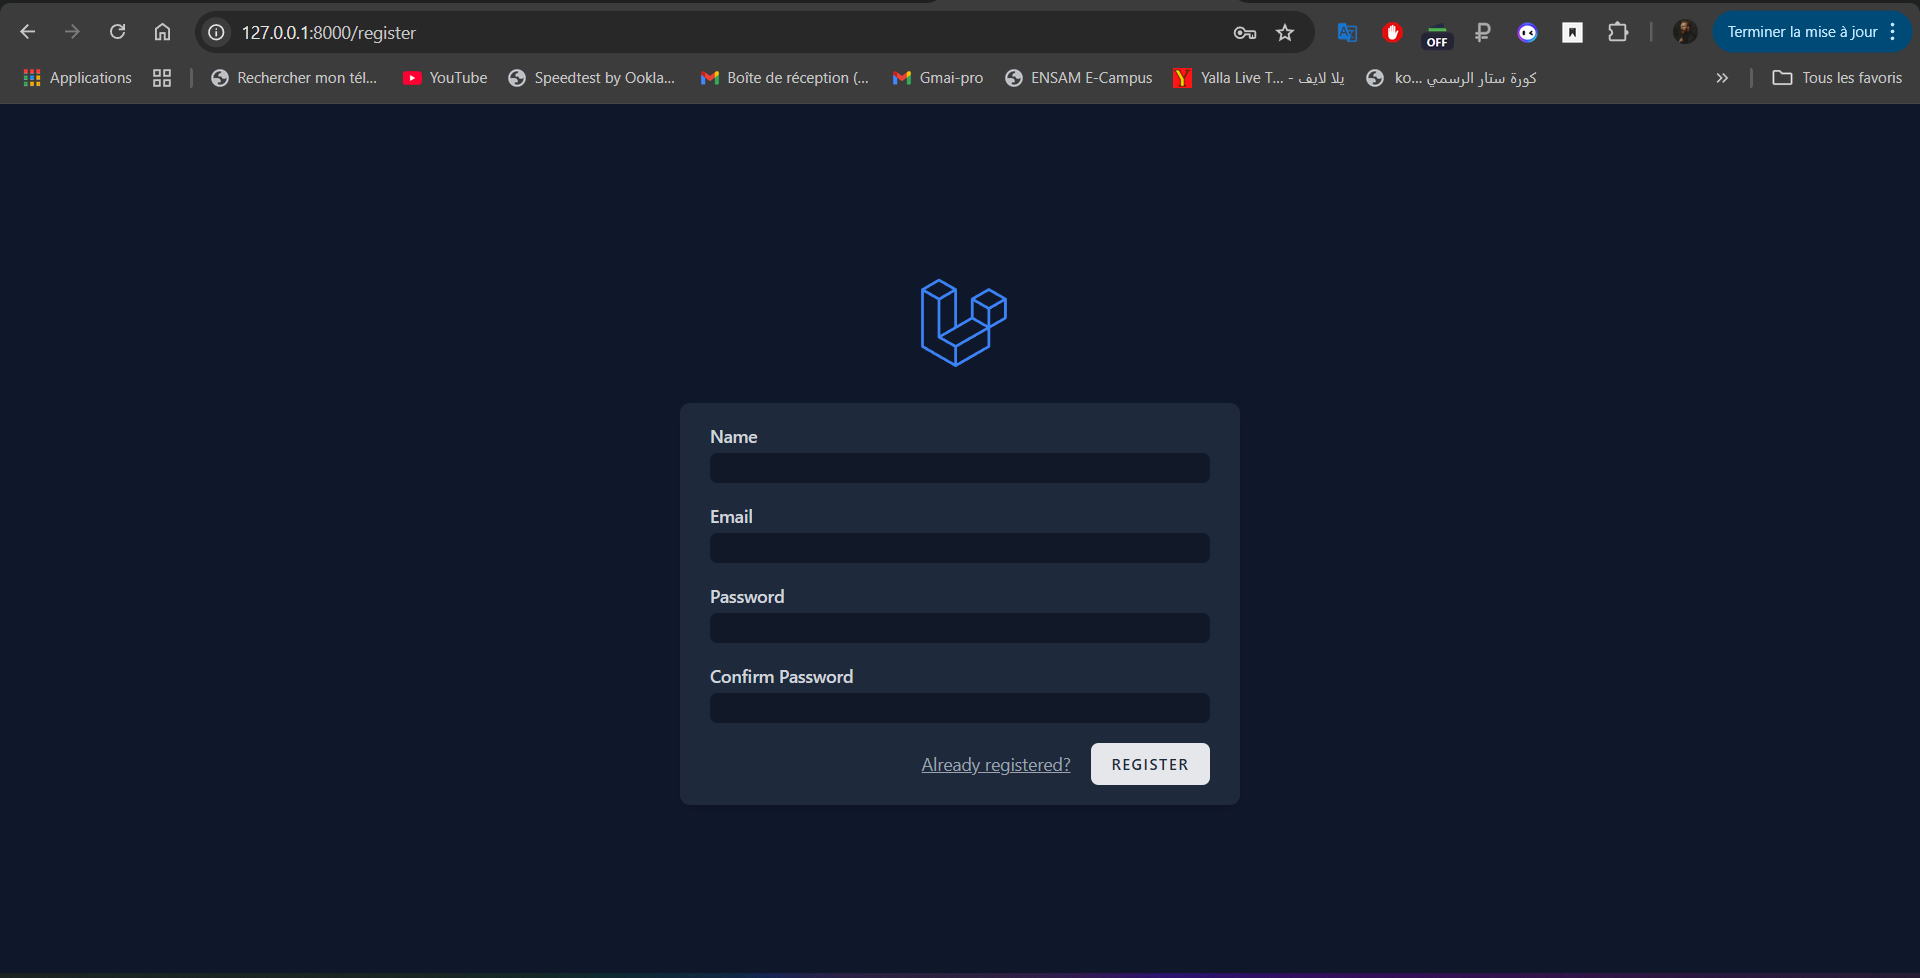 127.0.0.1:8000/register
OFF
Terminer la mise à jour
Applications
Rechercher mon tél...
YouTube
Speedtest by Ookla...
Boîte de réception (...
Gmai-pro
ENSAM E-Campus
Yalla Live T... - يلا لايف
ko... كورة ستار الرسمي
Tous les favoris
Name
Email
Password
Confirm Password
Already registered?
REGISTER